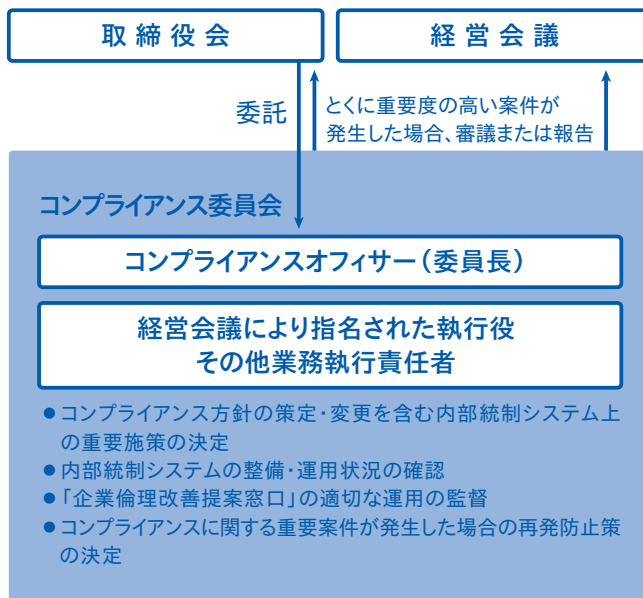 取締役会
経営会議
委託
とくに重要度の高い案件が
発生した場合、審議または報告
コンプライアンス委員会
コンプライアンスオフィサー（委員長）
経営会議により指名された執行役
その他業務執行責任者
●コンプライアンス方針の策定・変更を含む内部統制システム上
の重要施策の決定
●内部統制システムの整備・運用状況の確認
●「企業倫理改善提案窓口」の適切な運用の監督
●コンプライアンスに関する重要案件が発生した場合の再発防止策
の決定